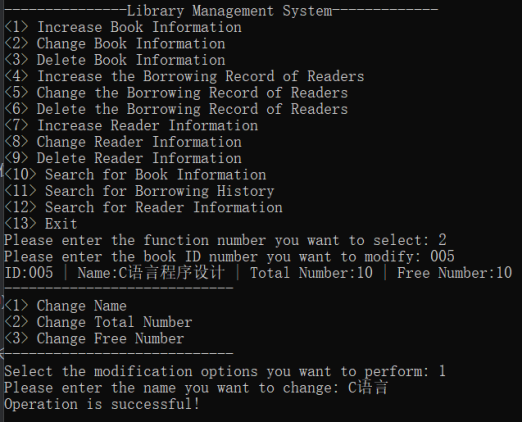 ---------------Library Management System-------------
<1> Increase Book Information
<2> Change Book Information
<3> Delete Book Information
<4> Increase the Borrowing Record of Readers
<5> Change the Borrowing Record of Readers
<6> Delete the Borrowing Record of Readers
<7> Increase Reader Information
<8> Change Reader Information
<9> Delete Reader Information
<10> Search for Book Information
<11> Search for Borrowing History
<12> Search for Reader Information
<13> Exit
Please enter the function number you want to select: 2
Please enter the book ID number you want to modify: 005
ID:005 | Name:C语言程序设计 | Total Number:10 | Free Number:10
----------------------------
<1> Change Name
<2> Change Total Number
<3> Change Free Number
----------------------------
Select the modification options you want to perform: 1
Please enter the name you want to change: C语言
Operation is successful!